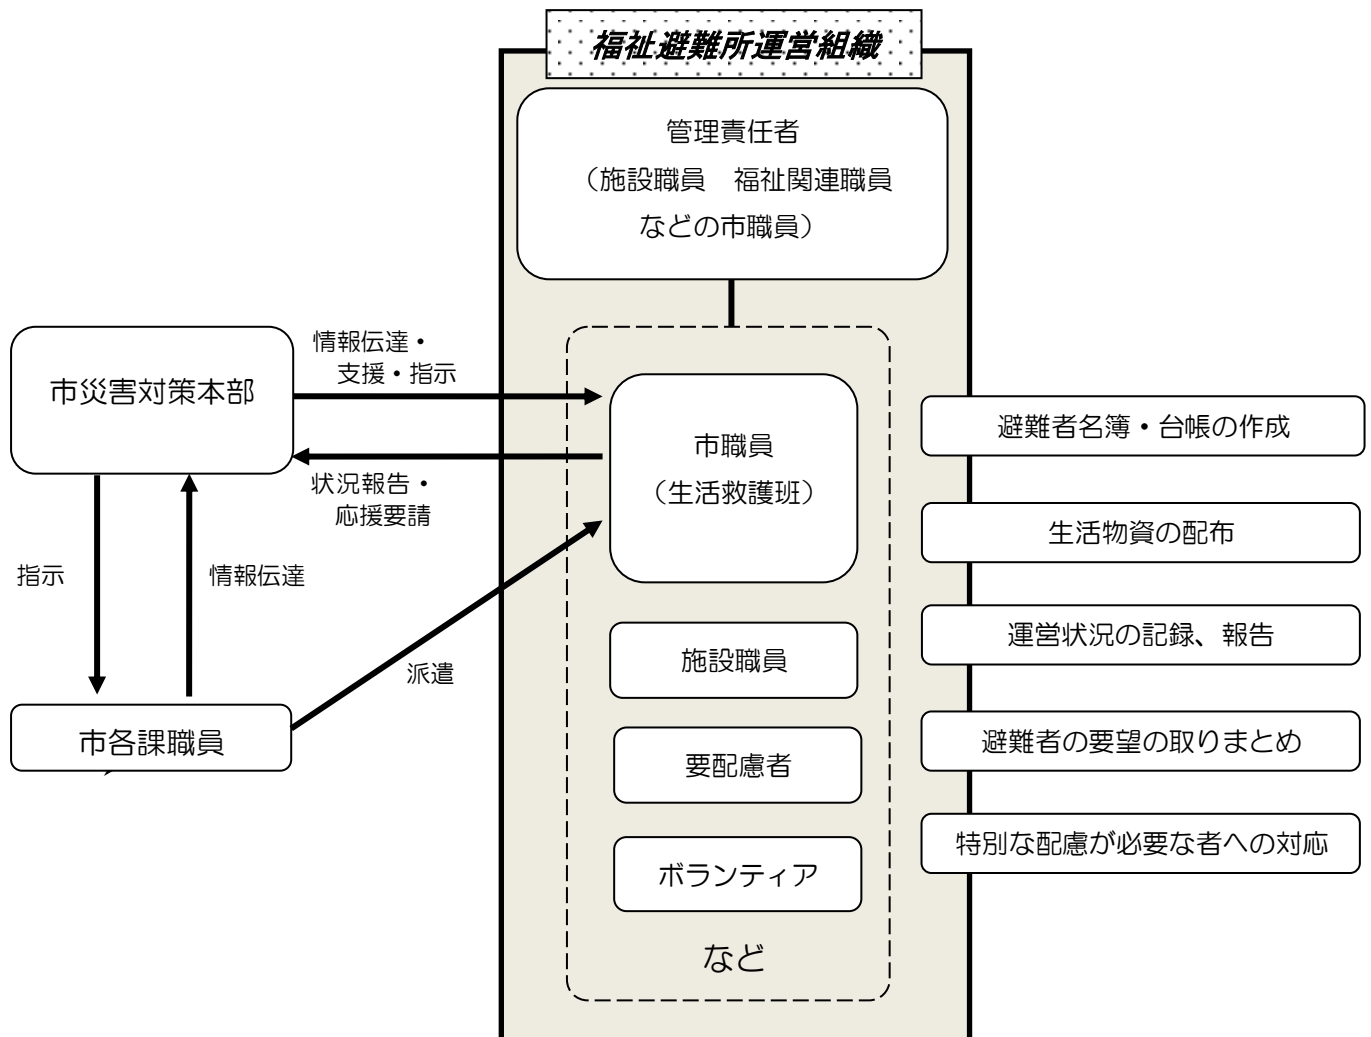 福祉避難所運営組織
管理責任者
（施設職員　福祉関連職員
などの市職員）
情報伝達・
支援・指示
市災害対策本部
市職員
（生活救護班）
状況報告・
応援要請
指示
情報伝達
派遣
市各課職員
施設職員
要配慮者
ボランティア
など
避難者名簿・台帳の作成
生活物資の配布
運営状況の記録、報告
避難者の要望の取りまとめ
特別な配慮が必要な者への対応